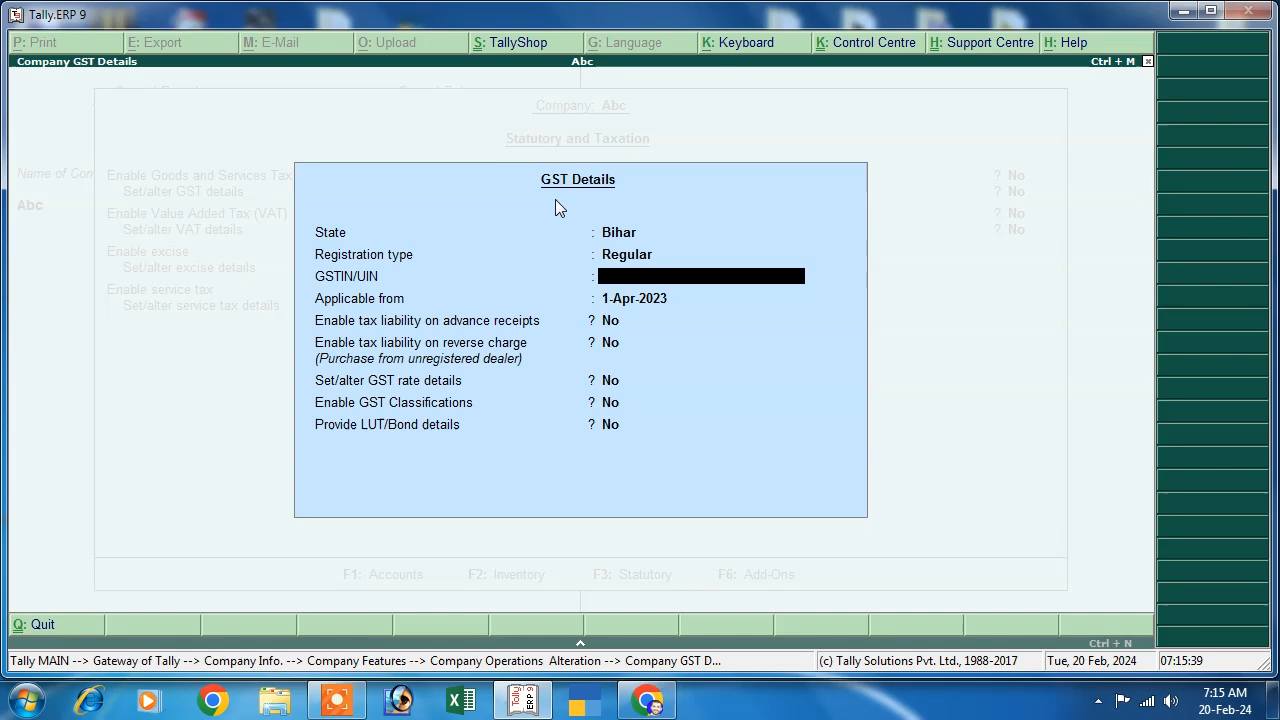 Tally.ERP 9
P: Print E: Export M: E-Mail O: Upload S: TallyShop G: Language K: Keyboard K: Control Centre H: Support Centre H: Help
Company GST Details Abc Ctrl + M
Company: Abc
Statutory and Taxation
Name of Com
Abc
Enable Goods and Services Tax ? No
Set/alter GST details ? No
Enable Value Added Tax (VAT) ? No
Set/alter VAT details ? No
Enable excise
Set/alter excise details
Enable service tax
Set/alter service tax details
GST Details
State : Bihar
Registration type : Regular
GSTIN/UIN :
Applicable from : 1-Apr-2023
Enable tax liability on advance receipts ? No
Enable tax liability on reverse charge ? No
(Purchase from unregistered dealer)
Set/alter GST rate details ? No
Enable GST Classifications ? No
Provide LUT/Bond details ? No
F1: Accounts F2: Inventory F3: Statutory F6: Add-Ons
Q: Quit
Ctrl + N
Tally MAIN --> Gateway of Tally --> Company Info. --> Company Features --> Company Operations Alteration --> Company GST D... (c) Tally Solutions Pvt. Ltd., 1988-2017 Tue, 20 Feb, 2024 07:15:39
Tally ERP 9
7:15 AM
20-Feb-24